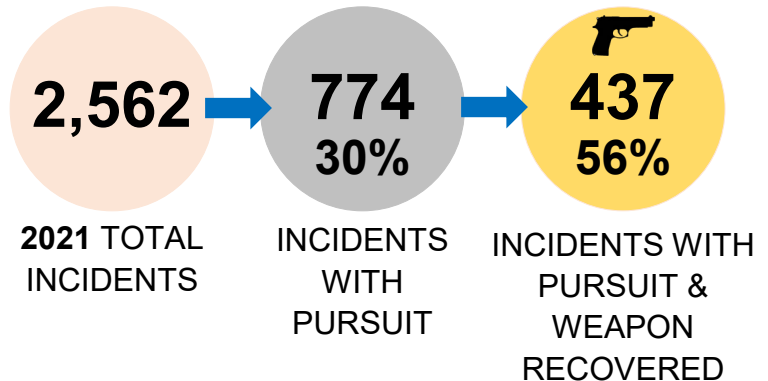 2,562
2021 TOTAL
INCIDENTS
774
30%
INCIDENTS
WITH
PURSUIT
437
56%
INCIDENTS WITH
PURSUIT &
WEAPON
RECOVERED